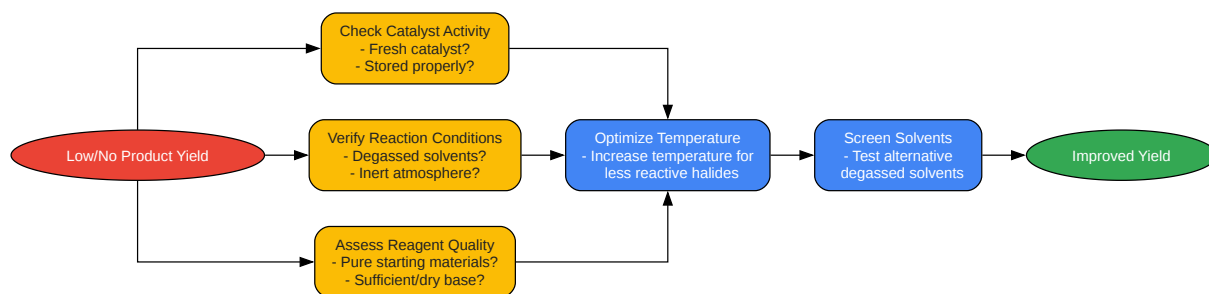 Low/No Product Yield
Check Catalyst Activity
- Fresh catalyst?
- Stored properly?
Verify Reaction Conditions
- Degassed solvents?
- Inert atmosphere?
Assess Reagent Quality
- Pure starting materials?
- Sufficient/dry base?
Optimize Temperature
- Increase temperature for
less reactive halides
Screen Solvents
- Test alternative
degassed solvents
Improved Yield